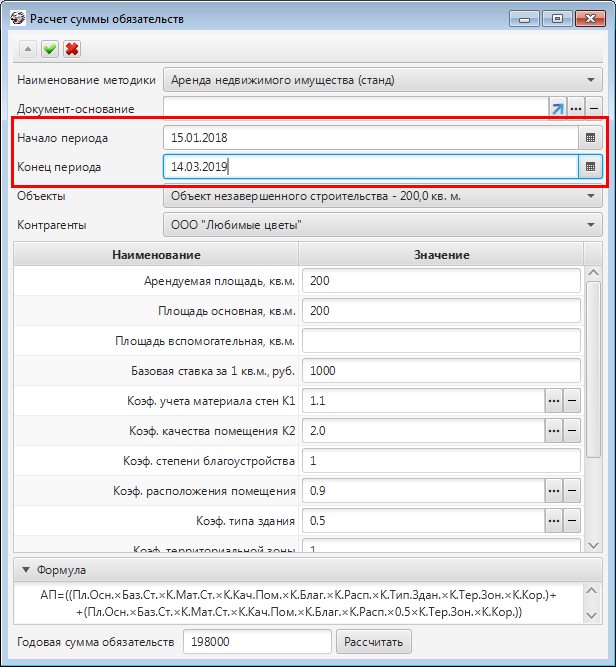 Расчет суммы обязательств
Наименование методики Аренда недвижимого имущества (станд)
Документ-основание
Начало периода 15.01.2018
Конец периода 14.03.2019
Объекты Объект незавершенного строительства - 200,0 кв. м.
Контрагенты ООО "Любимые цветы"
Наименование Значение
Арендуемая площадь, кв.м. 200
Площадь основная, кв.м. 200
Площадь вспомогательная, кв.м.
Базовая ставка за 1 кв.м., руб. 1000
Коэф. учета материала стен К1 1.1
Коэф. качества помещения К2 2.0
Коэф. степени благоустройства 1
Коэф. расположения помещения 0.9
Коэф. типа здания 0.5
Коэф. территориальной зоны 1
Формула
АП=((Пл.Осн.×Баз.Ст.×К.Мат.Ст.×К.Кач.Пом.×К.Благ.×К.Расп.×К.Тип.Здан.×К.Тер.Зон.×К.Кор.)+
+(Пл.Осн.×Баз.Ст.×К.Мат.Ст.×К.Кач.Пом.×К.Благ.×К.Расп.×0.5×К.Тер.Зон.×К.Кор.))
Годовая сумма обязательств 198000 Рассчитать